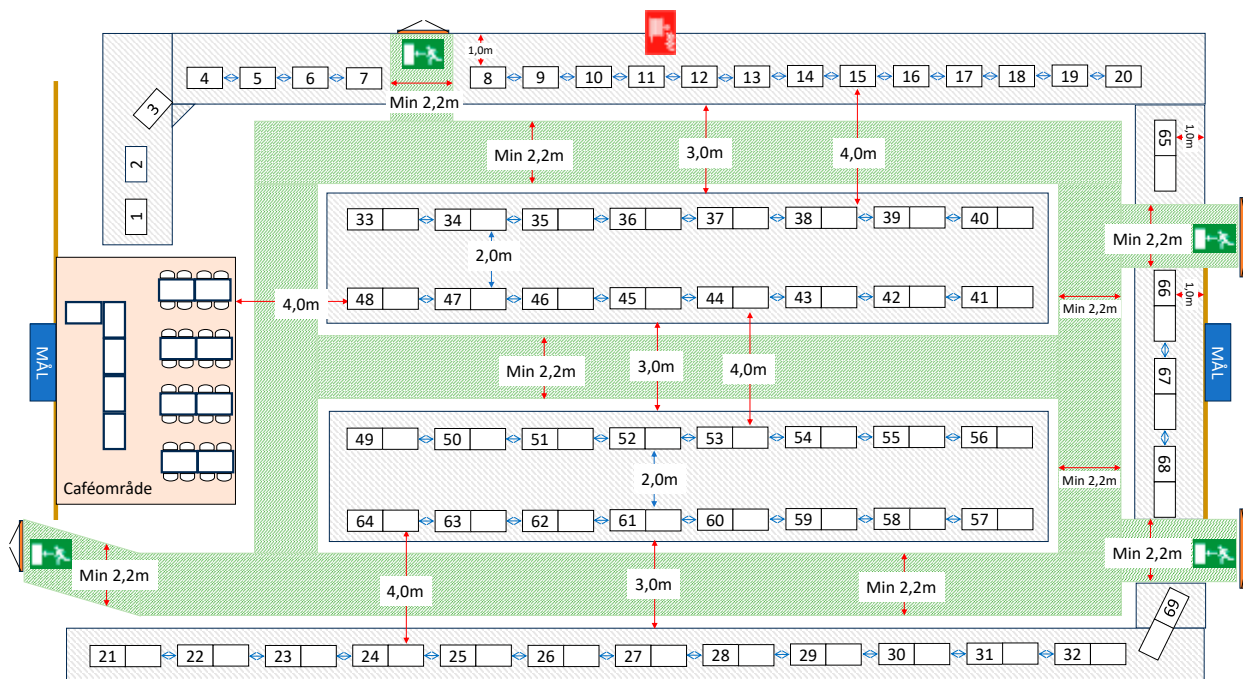 1,0m
4 5 6 7 8 9 10 11 12 13 14 15 16 17 18 19 20
Min 2,2m
3
65
1,0m
Min 2,2m
3,0m
4,0m
2
1
33 34 35 36 37 38 39 40
Min 2,2m
2,0m
4,0m
48 47 46 45 44 43 42 41
66
1,0m
Min 2,2m
MÅL
Min 2,2m
3,0m
4,0m
67
MÅL
49 50 51 52 53 54 55 56
68
2,0m
Min 2,2m
Caféområde
64 63 62 61 60 59 58 57
Min 2,2m
Min 2,2m
4,0m
3,0m
Min 2,2m
69
21 22 23 24 25 26 27 28 29 30 31 32